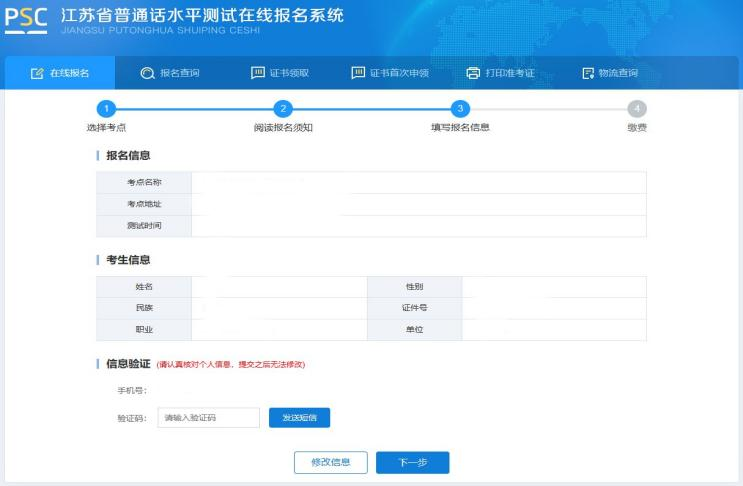 PSC 江苏省普通话水平测试在线报名系统
JIANGSU PUTONGHUA SHUIPING CESHI
在线报名 报名查询 证书领取 证书首次申领 打印准考证 物流查询
1 2 3 4
选择考点 阅读报名须知 填写报名信息 缴费
报名信息
考点名称
考点地址
测试时间
考生信息
姓名 性别
民族 证件号
职业 单位
信息验证 (请认真核对个人信息，提交之后无法修改)
手机号：
验证码： 请输入验证码 发送短信
修改信息 下一步